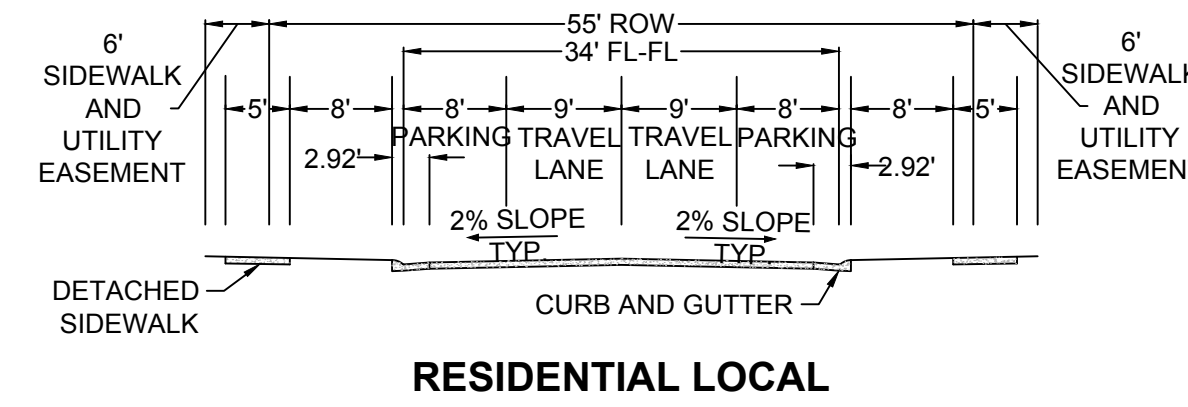 55' ROW
34' FL-FL
6'
SIDEWALK
AND
UTILITY
EASEMENT
5'
8'
2.92'
8'
PARKING
9'
TRAVEL
LANE
9'
TRAVEL
LANE
8'
PARKING
2.92'
8'
5'
6'
SIDEWALK
AND
UTILITY
EASEMEN
2% SLOPE
TYP.
2% SLOPE
TYP.
DETACHED
SIDEWALK
CURB AND GUTTER
RESIDENTIAL LOCAL